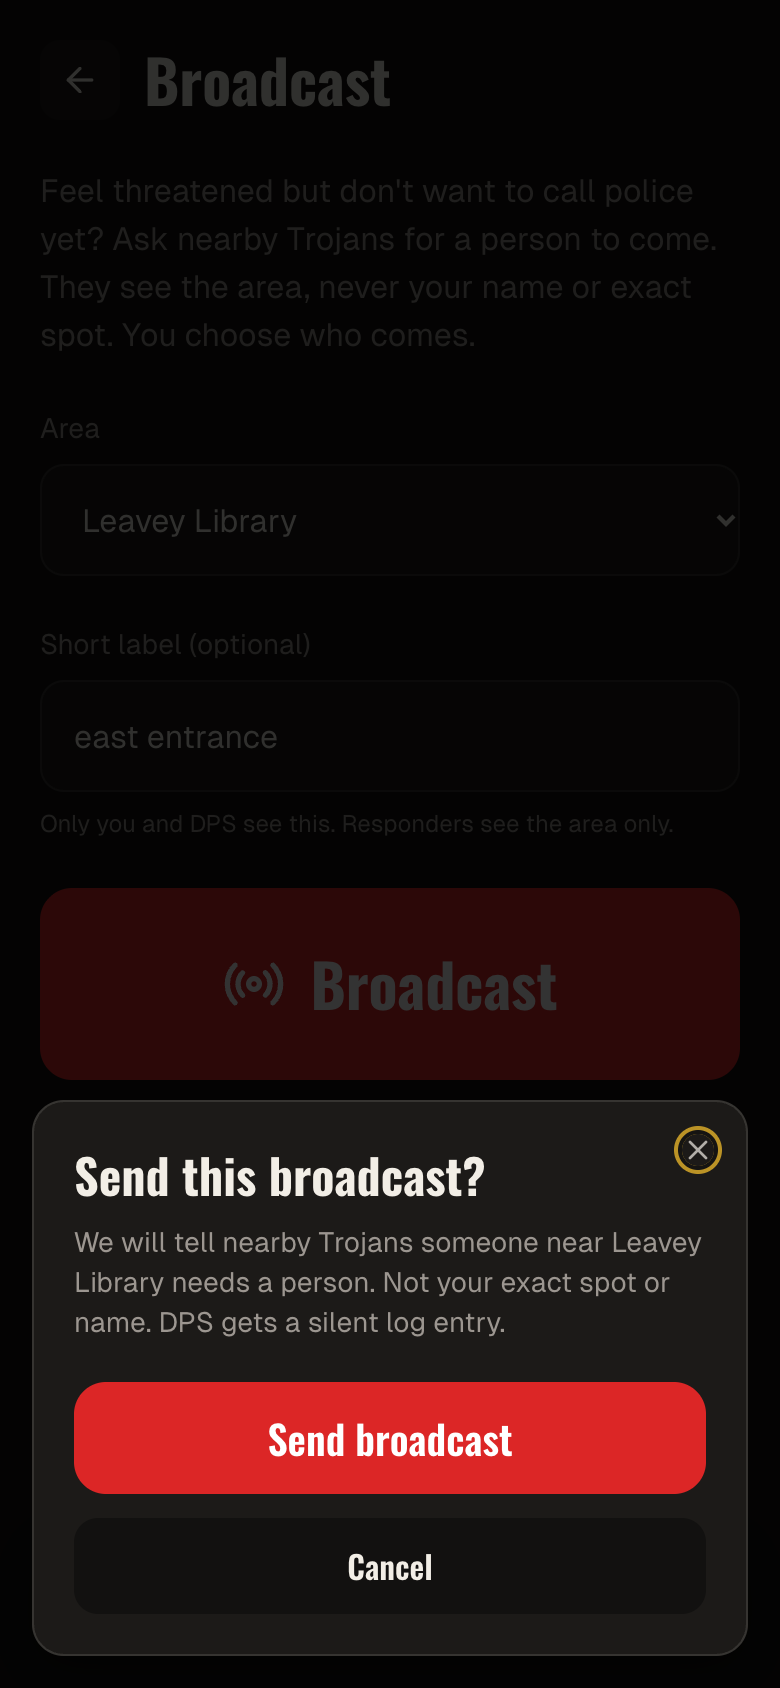 Broadcast
Feel threatened but don't want to call police
yet? Ask nearby Trojans for a person to come.
They see the area, never your name or exact
spot. You choose who comes.
Area
Leavey Library
Short label (optional)
east entrance
Only you and DPS see this. Responders see the area only.
Broadcast
Send this broadcast?
We will tell nearby Trojans someone near Leavey
Library needs a person. Not your exact spot or
name. DPS gets a silent log entry.
Send broadcast
Cancel